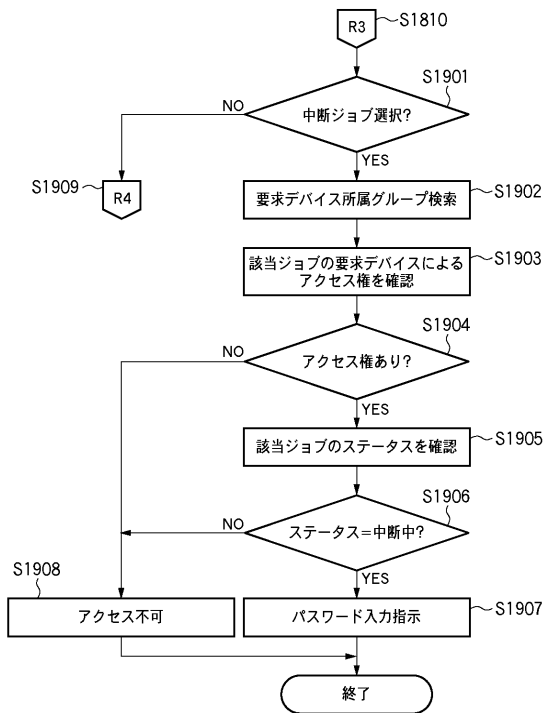 R3
S1810
S1901
中断ジョブ選択?
NO
YES
S1909
R4
要求デバイス所属グループ検索
S1902
該当ジョブの要求デバイスによる
アクセス権を確認
S1903
S1904
アクセス権あり?
NO
YES
該当ジョブのステータスを確認
S1905
S1906
ステータス=中断中?
NO
YES
S1908
アクセス不可
パスワード入力指示
S1907
終了